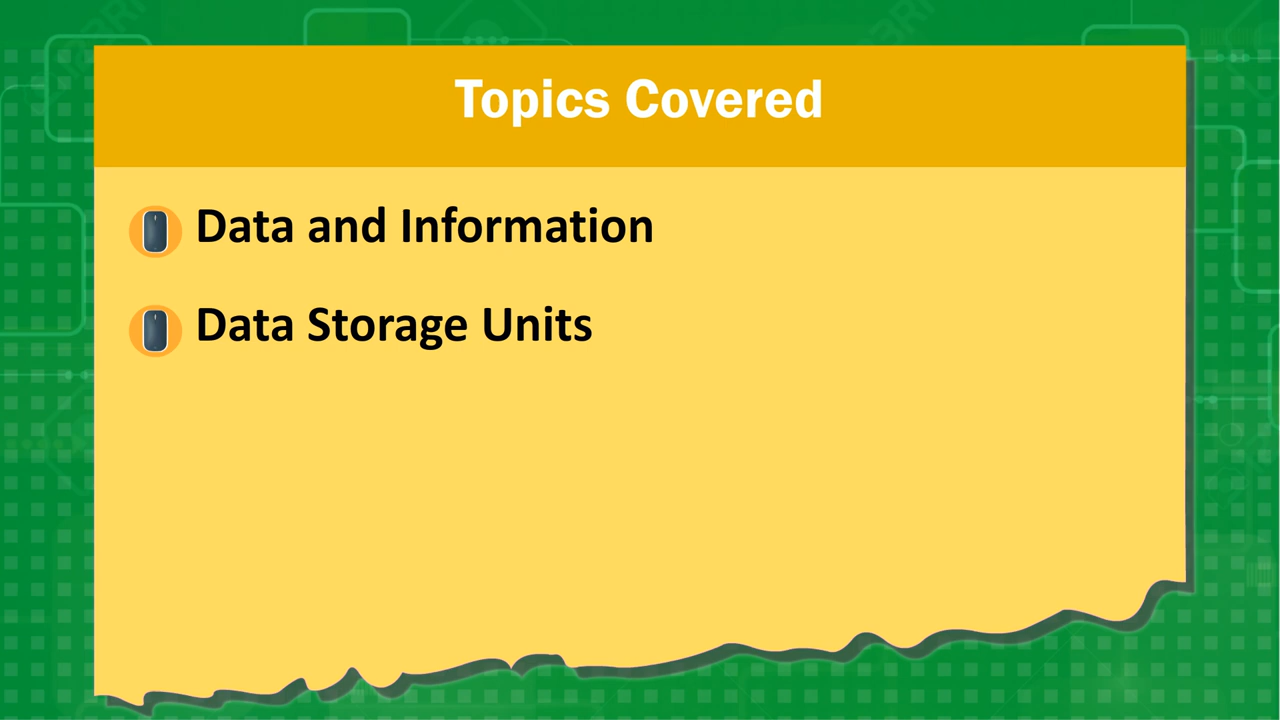 Topics Covered
Data and Information
Data Storage Units